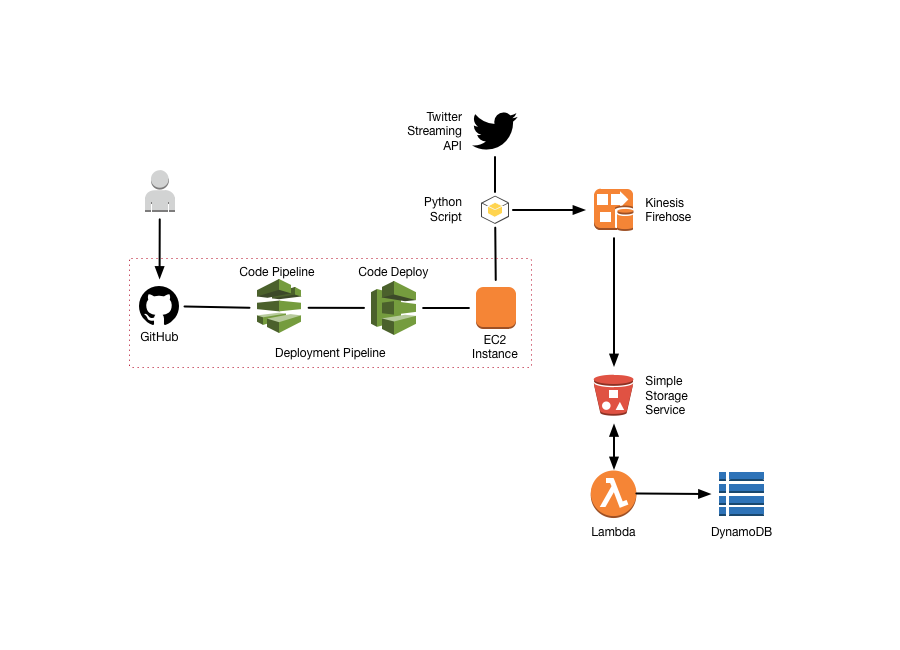 Twitter
Streaming
API
Python
Script
Kinesis
Firehose
Code Pipeline
Code Deploy
GitHub
Deployment Pipeline
EC2
Instance
Simple
Storage
Service
Lambda
DynamoDB